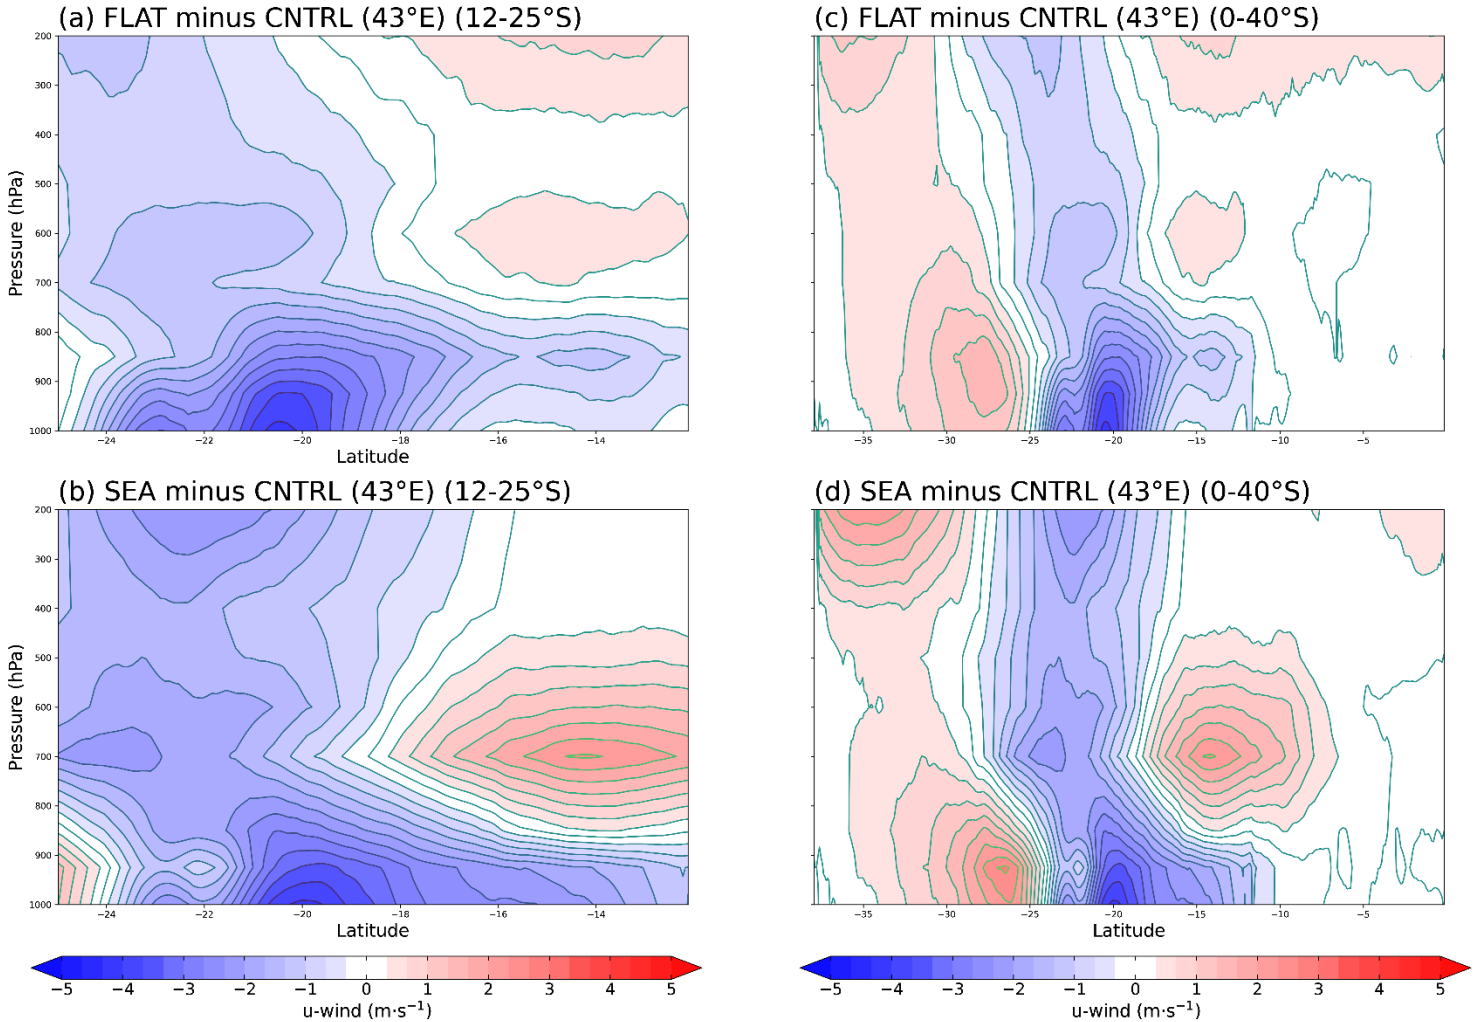 (a) FLAT minus CNTRL (43°E) (12-25°S)
200
300
400
500
600
700
800
900
1000
Pressure (hPa)
−24 −22 −20 −18 −16 −14
Latitude
(c) FLAT minus CNTRL (43°E) (0-40°S)
−35 −30 −25 −20 −15 −10 −5
(b) SEA minus CNTRL (43°E) (12-25°S)
200
300
400
500
600
700
800
900
1000
Pressure (hPa)
−24 −22 −20 −18 −16 −14
Latitude
(d) SEA minus CNTRL (43°E) (0-40°S)
−35 −30 −25 −20 −15 −10 −5
Latitude
−5 −4 −3 −2 −1 0 1 2 3 4 5
u-wind (m·s⁻¹)
−5 −4 −3 −2 −1 0 1 2 3 4 5
u-wind (m·s⁻¹)